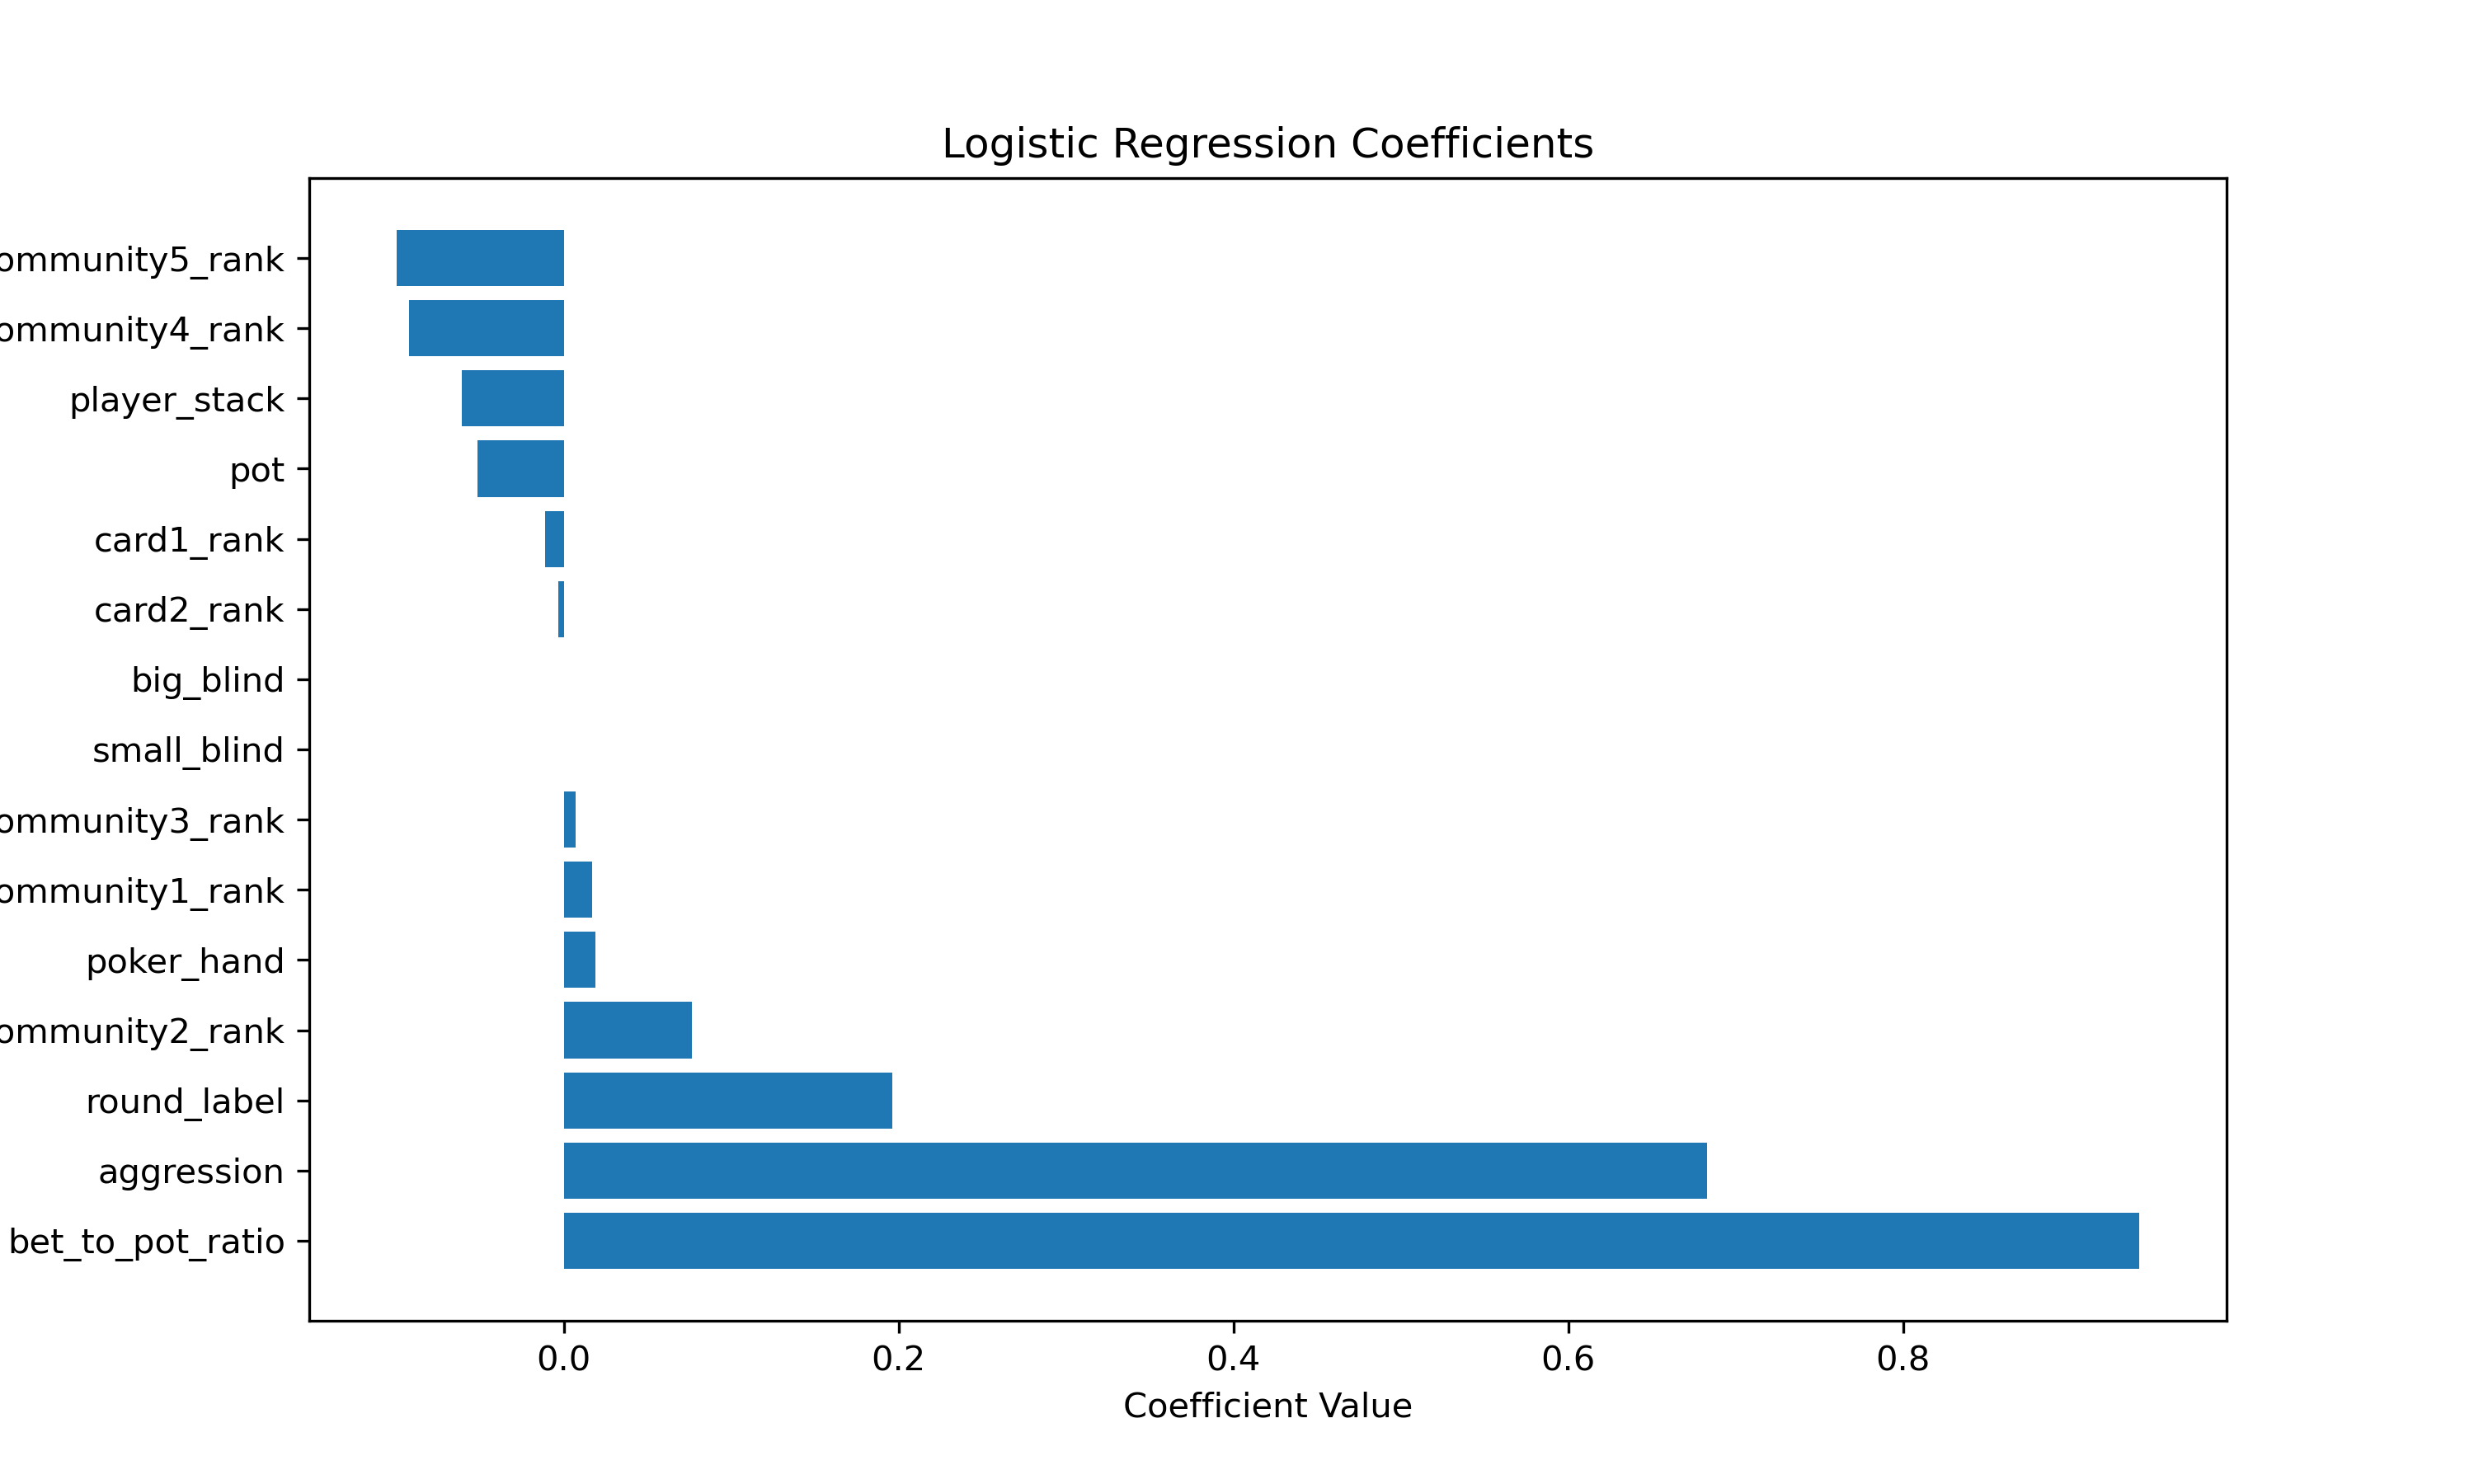 Logistic Regression Coefficients
ommunity5_rank
ommunity4_rank
player_stack
pot
card1_rank
card2_rank
big_blind
small_blind
ommunity3_rank
ommunity1_rank
poker_hand
ommunity2_rank
round_label
aggression
bet_to_pot_ratio
0.0 0.2 0.4 0.6 0.8
Coefficient Value